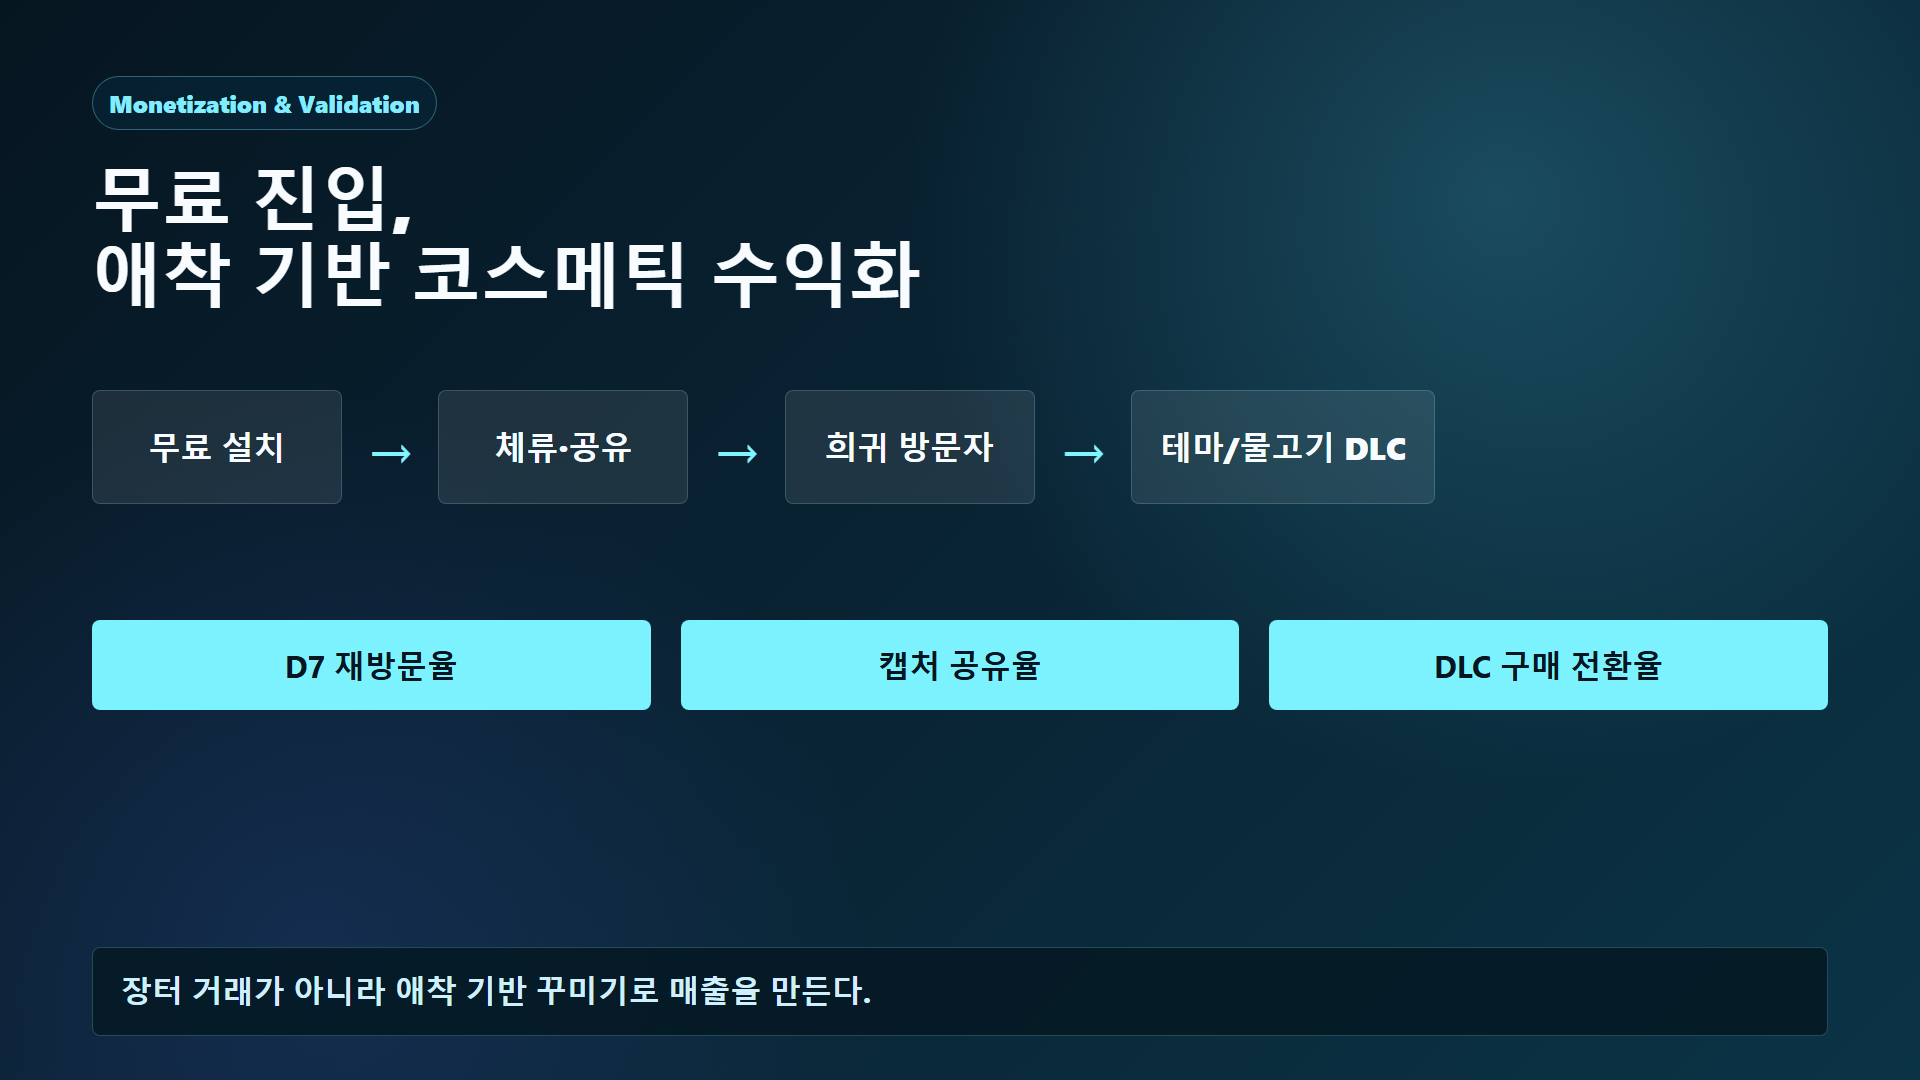 Monetization & Validation
무료 진입,
애착 기반 코스메틱 수익화
무료 설치 → 체류·공유 → 희귀 방문자 → 테마/물고기 DLC
D7 재방문율
캡처 공유율
DLC 구매 전환율
장터 거래가 아니라 애착 기반 꾸미기로 매출을 만든다.